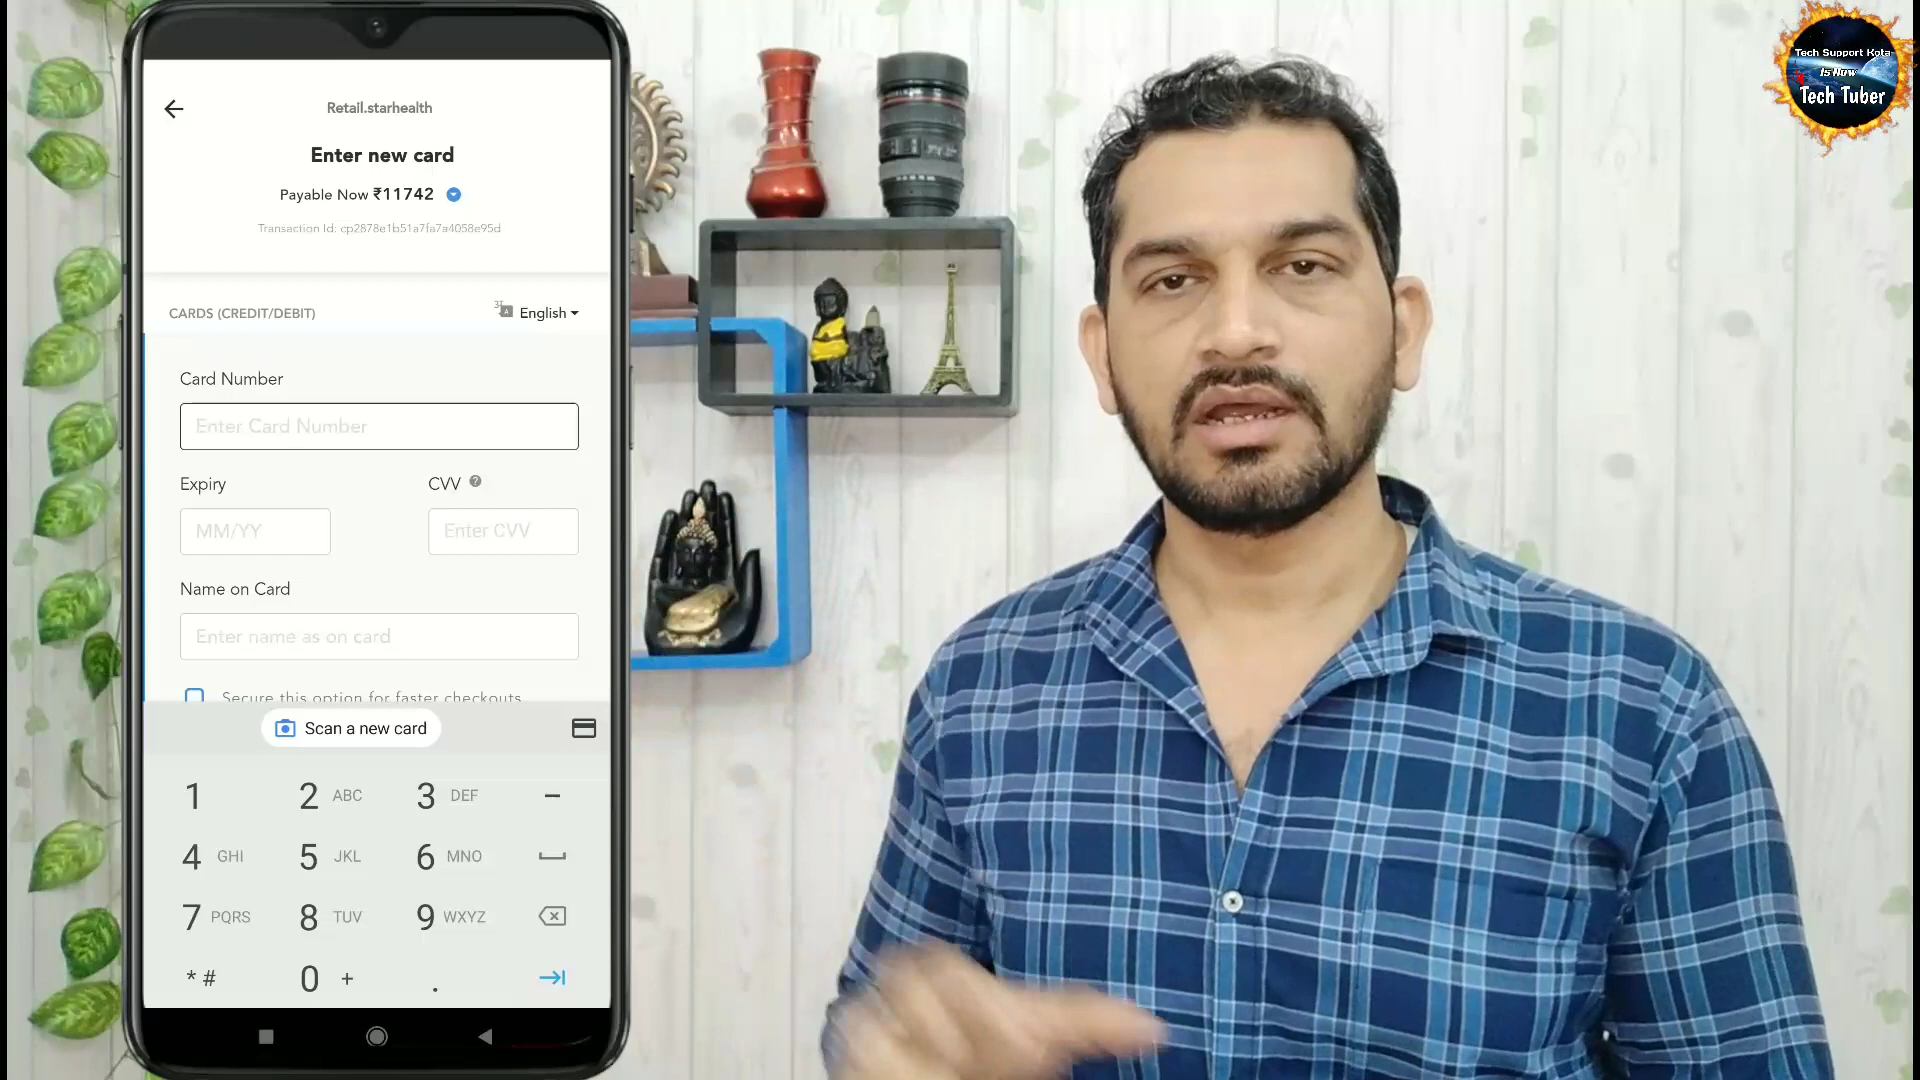 Retail.starhealth
Enter new card
Payable Now ₹11742
Transaction Id: cp2878e1b51a7fa7a4058e95d
CARDS (CREDIT/DEBIT)
English
Card Number
Enter Card Number
Expiry
CVV ?
MM/YY
Enter CVV
Name on Card
Enter name as on card
Secure this option for faster checkouts
Scan a new card
1
2 ABC
3 DEF
-
4 GHI
5 JKL
6 MNO
7 PQRS
8 TUV
9 WXYZ
* #
0 +
.
Tech Support Kota
Is Now
Tech Tuber